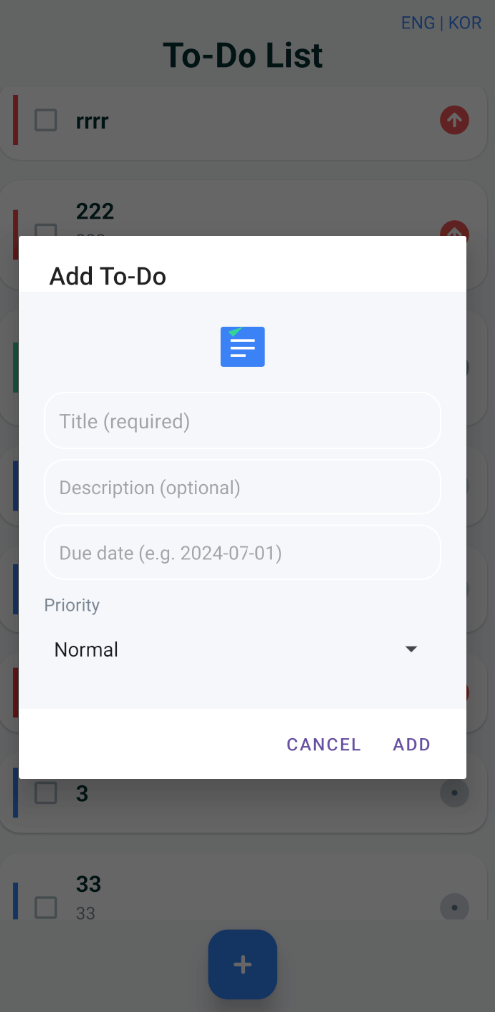 ENG | KOR
To-Do List
rrrr
222
Add To-Do
Title (required)
Description (optional)
Due date (e.g. 2024-07-01)
Priority
Normal
CANCEL ADD
3
33
33
+